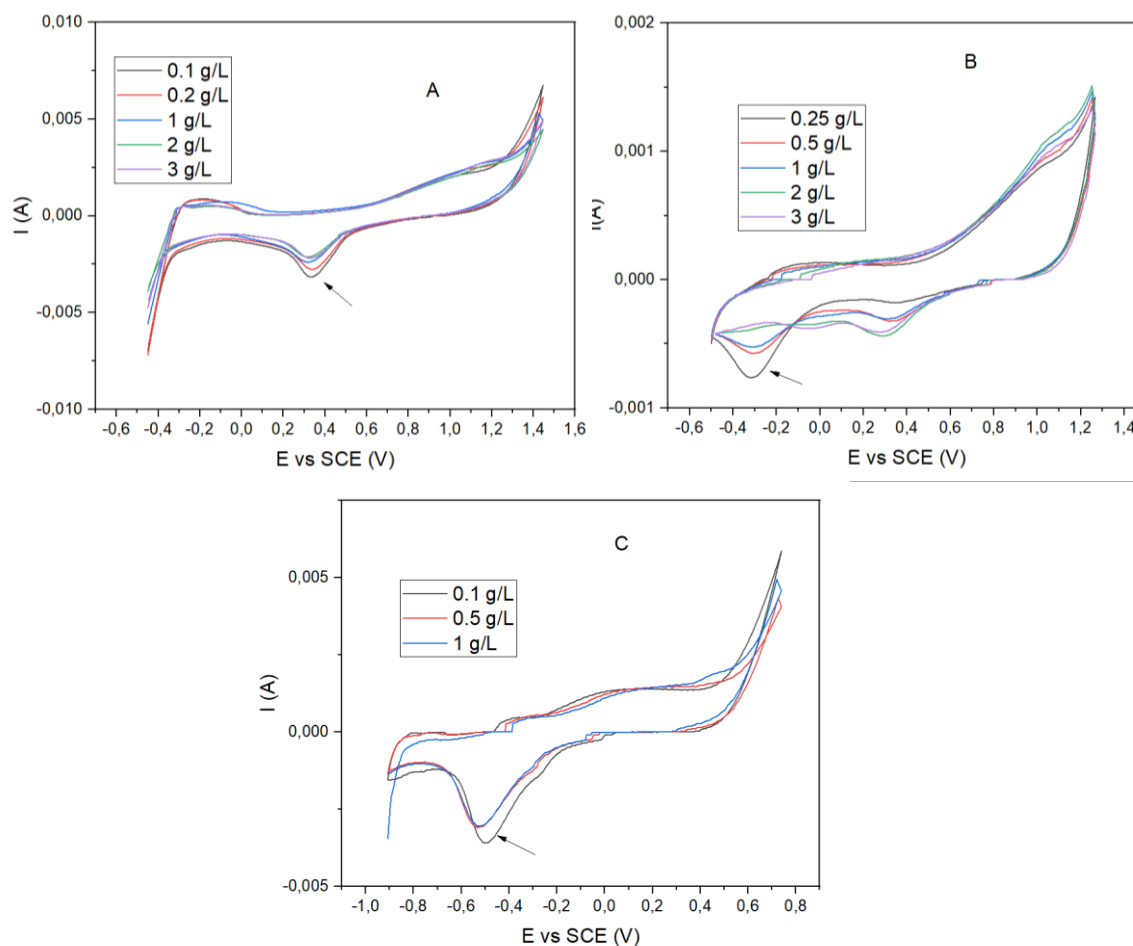 A
0.1 g/L
0.2 g/L
1 g/L
2 g/L
3 g/L
I (A)
0,010
0,005
0,000
-0,005
-0,010
-0,6 -0,4 -0,2 0,0 0,2 0,4 0,6 0,8 1,0 1,2 1,4 1,6
E vs SCE (V)
B
0.25 g/L
0.5 g/L
1 g/L
2 g/L
3 g/L
I(A)
0,002
0,001
0,000
-0,001
-0,6 -0,4 -0,2 0,0 0,2 0,4 0,6 0,8 1,0 1,2 1,4
E vs SCE (V)
C
0.1 g/L
0.5 g/L
1 g/L
I (A)
0,005
0,000
-0,005
-1,0 -0,8 -0,6 -0,4 -0,2 0,0 0,2 0,4 0,6 0,8
E vs SCE (V)